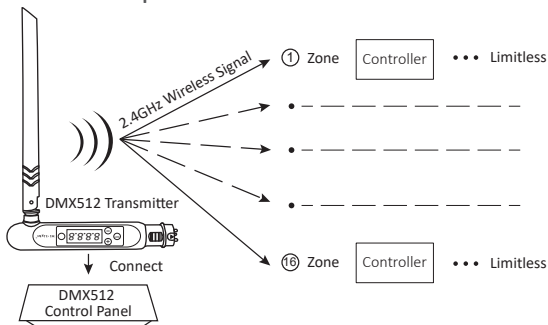 2.4GHz Wireless Signal
1 Zone Controller ••• Limitless
DMX512 Transmitter
8.8.8.8
Connect
16 Zone Controller ••• Limitless
DMX512
Control Panel